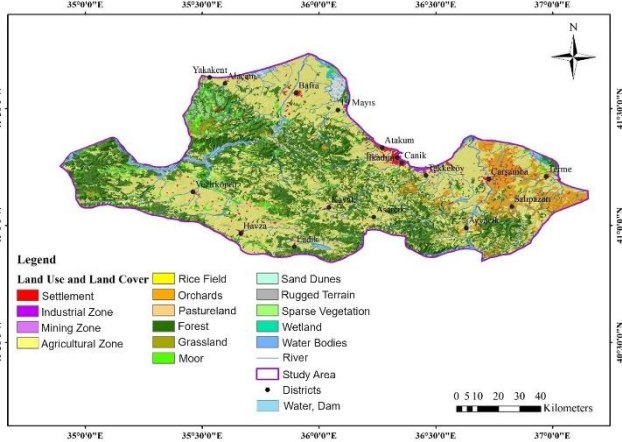 35°0'0"E 35°30'0"E 36°0'0"E 36°30'0"E 37°0'0"E
N
Yakakent
Alaçam
Bafra
19 Mayıs
Atakum
İlkadım
Canik
Tekkeköy
Çarşamba
Terme
Vezirköprü
Kavak
Salıpazarı
Asarcık
Ayvacık
Havza
Ladik
Legend
Land Use and Land Cover
Settlement
Industrial Zone
Mining Zone
Agricultural Zone
Rice Field
Orchards
Pastureland
Forest
Grassland
Moor
Sand Dunes
Rugged Terrain
Sparse Vegetation
Wetland
Water Bodies
River
Study Area
Districts
Water, Dam
0 5 10 20 30 40
Kilometers
35°0'0"E 35°30'0"E 36°0'0"E 36°30'0"E 37°0'0"E